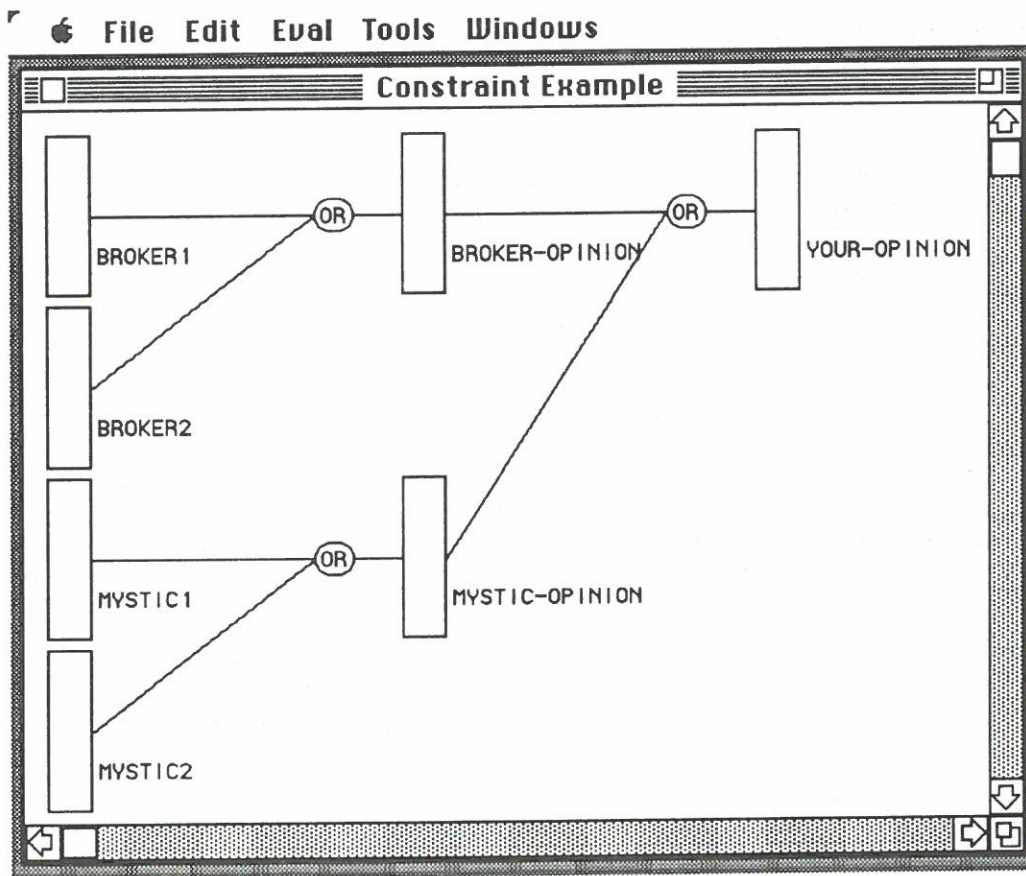 File Edit Eval Tools Windows
Constraint Example
OR
OR
BROKER1
BROKER-OPINION
YOUR-OPINION
BROKER2
OR
MYSTIC1
MYSTIC-OPINION
MYSTIC2